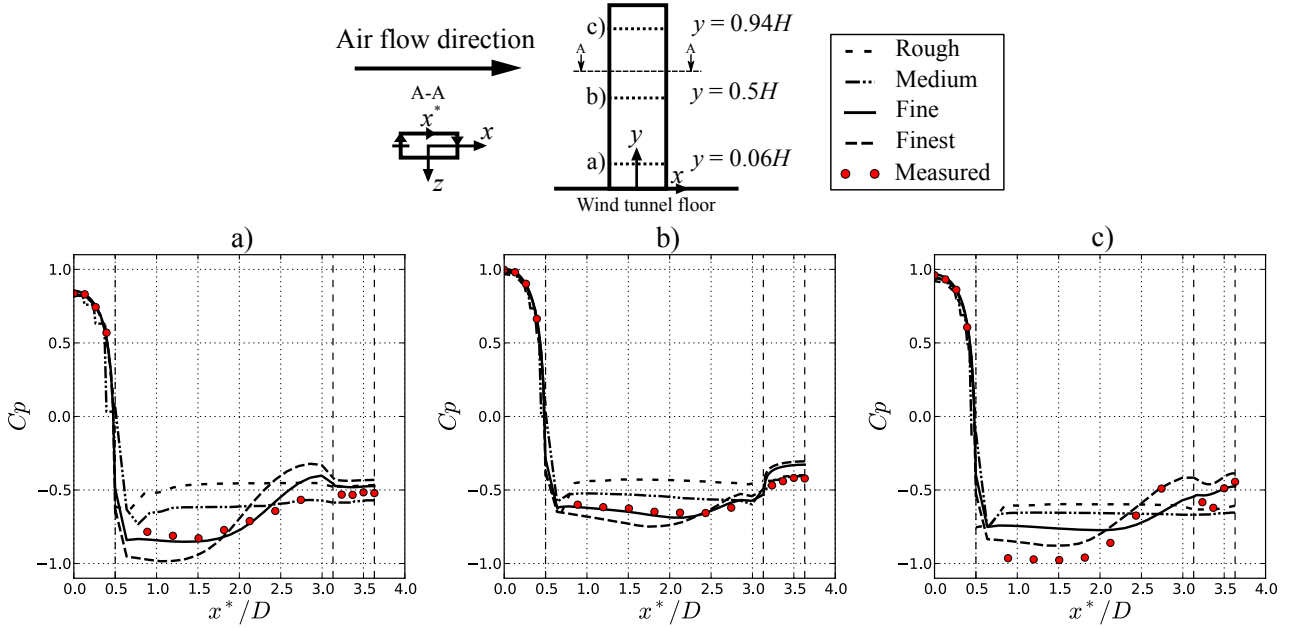 Air flow direction
A-A
x*
x
z
c)
y = 0.94H
A
A
b)
y = 0.5H
y
a)
y = 0.06H
x
Wind tunnel floor
Rough
Medium
Fine
Finest
Measured
a)
1.0
0.5
0.0
−0.5
−1.0
Cp
0.0 0.5 1.0 1.5 2.0 2.5 3.0 3.5 4.0
x*/D
b)
1.0
0.5
0.0
−0.5
−1.0
Cp
0.0 0.5 1.0 1.5 2.0 2.5 3.0 3.5 4.0
x*/D
c)
1.0
0.5
0.0
−0.5
−1.0
Cp
0.0 0.5 1.0 1.5 2.0 2.5 3.0 3.5 4.0
x*/D